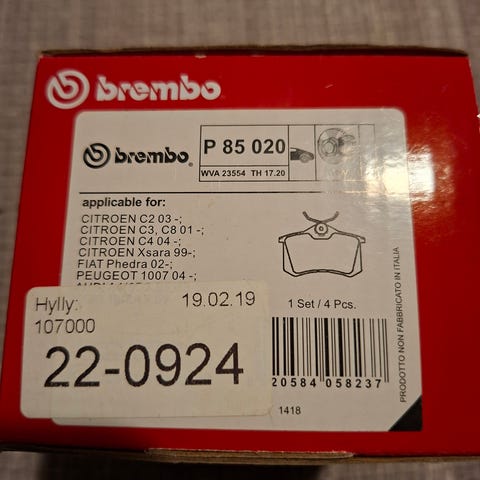 brembo
brembo
P 85 020
WVA 23554 TH 17.20
applicable for:
CITROEN C2 03 -;
CITROEN C3, C8 01 -;
CITROEN C4 04 -;
CITROEN Xsara 99-;
FIAT Phedra 02-;
PEUGEOT 1007 04 -;
1 Set / 4 Pcs.
Hylly:
19.02.19
107000
22-0924
20584 058237
1418
PRODOTTO NON FABBRICATO IN ITALIA